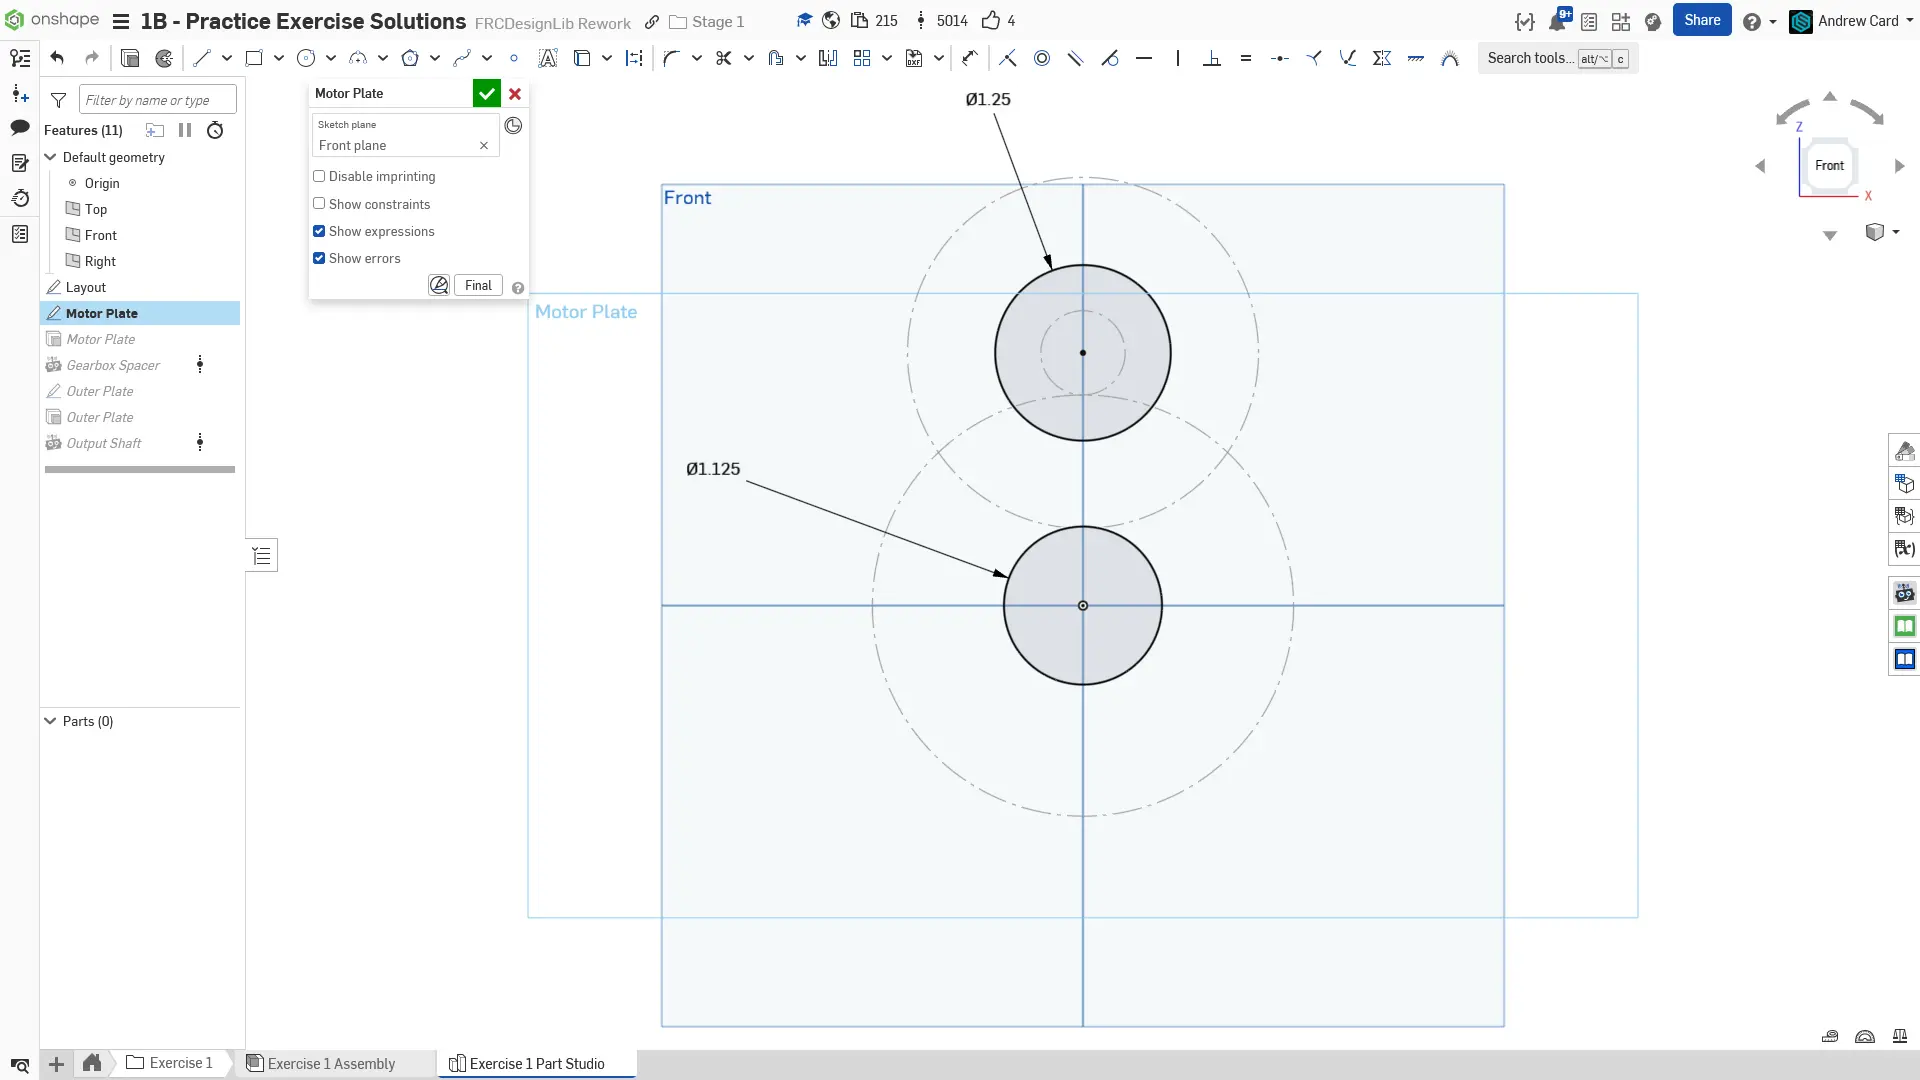 onshape
1B - Practice Exercise Solutions
FRCDesignLib Rework
Stage 1
215
5014
4
9+
Share
Andrew Card
Search tools...
alt/⌥
c
Filter by name or type
Features (11)
Default geometry
Origin
Top
Front
Right
Layout
Motor Plate
Motor Plate
Gearbox Spacer
Outer Plate
Outer Plate
Output Shaft
Parts (0)
Motor Plate
Sketch plane
Front plane
Disable imprinting
Show constraints
Show expressions
Show errors
Final
Ø1.25
Front
Motor Plate
Ø1.125
Z
Front
X
Exercise 1
Exercise 1 Assembly
Exercise 1 Part Studio